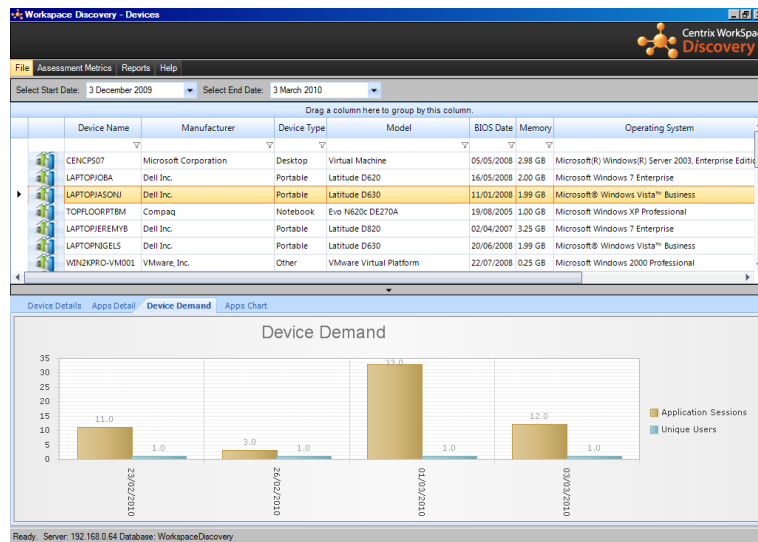 Workspace Discovery - Devices
Centrix WorkSpa
Discovery
File Assessment Metrics Reports Help
Select Start Date: 3 December 2009 Select End Date: 3 March 2010
Drag a column here to group by this column.
Device Name Manufacturer Device Type Model BIOS Date Memory Operating System
CENCPS07 Microsoft Corporation Desktop Virtual Machine 05/05/2008 2.98 GB Microsoft(R) Windows(R) Server 2003, Enterprise Editio
LAPTOPJOBA Dell Inc. Portable Latitude D620 16/05/2008 2.00 GB Microsoft Windows 7 Enterprise
LAPTOPJASONJ Dell Inc. Portable Latitude D630 11/01/2008 1.99 GB Microsoft® Windows Vista™ Business
TOPFLOORPTBM Compaq Notebook Evo N620c DE270A 19/08/2005 1.00 GB Microsoft Windows XP Professional
LAPTOPJEREMYB Dell Inc. Portable Latitude D820 02/04/2007 3.25 GB Microsoft Windows 7 Enterprise
LAPTOPNIGELS Dell Inc. Portable Latitude D630 20/06/2008 1.99 GB Microsoft® Windows Vista™ Business
WIN2KPRO-VM001 VMware, Inc. Other VMware Virtual Platform 22/07/2008 0.25 GB Microsoft Windows 2000 Professional
Device Details Apps Detail Device Demand Apps Chart
Device Demand
35
30
25
20
15
10
5
0
11.0 1.0 3.0 1.0 33.0 1.0 12.0 1.0
23/02/2010 26/02/2010 01/03/2010 03/03/2010
Application Sessions
Unique Users
Ready. Server: 192.168.0.64 Database: WorkspaceDiscovery